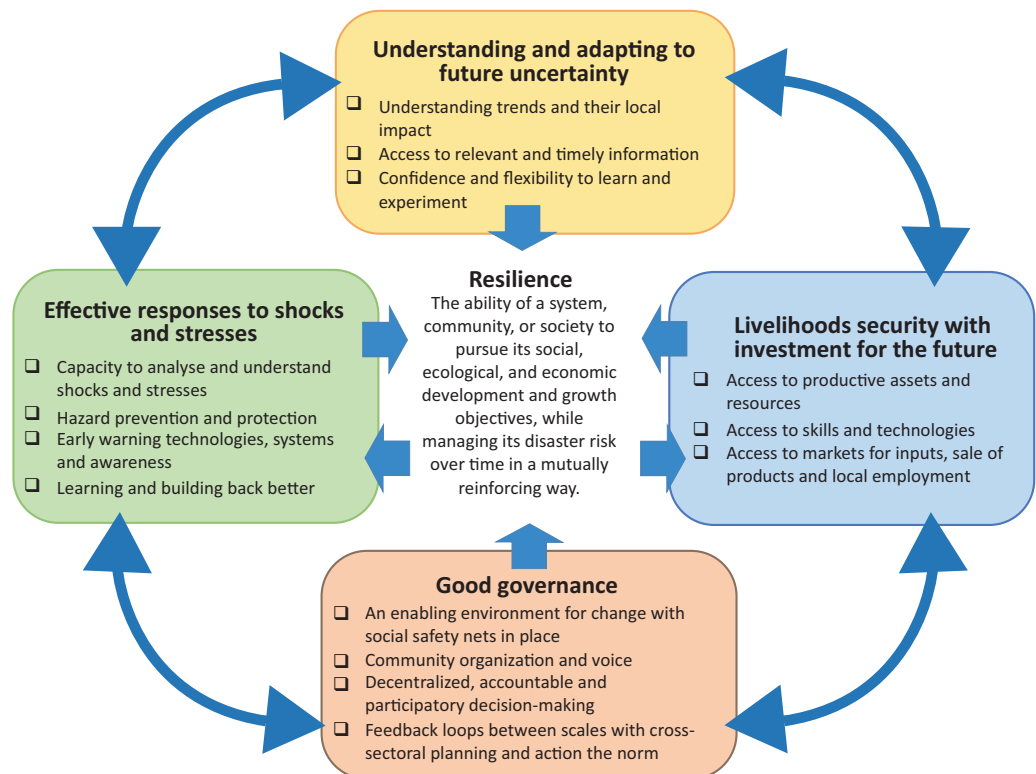 Understanding and adapting to
future uncertainty
❑ Understanding trends and their local
impact
❑ Access to relevant and timely information
❑ Confidence and flexibility to learn and
experiment
Effective responses to shocks
and stresses
❑ Capacity to analyse and understand
shocks and stresses
❑ Hazard prevention and protection
❑ Early warning technologies, systems
and awareness
❑ Learning and building back better
Resilience
The ability of a system,
community, or society to
pursue its social,
ecological, and economic
development and growth
objectives, while
managing its disaster risk
over time in a mutually
reinforcing way.
Livelihoods security with
investment for the future
❑ Access to productive assets and
resources
❑ Access to skills and technologies
❑ Access to markets for inputs, sale of
products and local employment
Good governance
❑ An enabling environment for change with
social safety nets in place
❑ Community organization and voice
❑ Decentralized, accountable and
participatory decision-making
❑ Feedback loops between scales with cross-
sectoral planning and action the norm